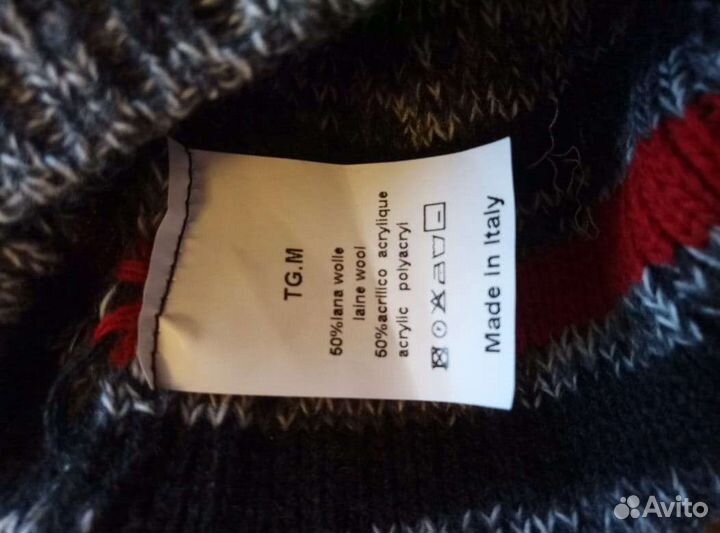 TG.M
50%lana wolle
laine wool
50%acrilico acrylique
acrylic polyacryl
Made in Italy
Avito